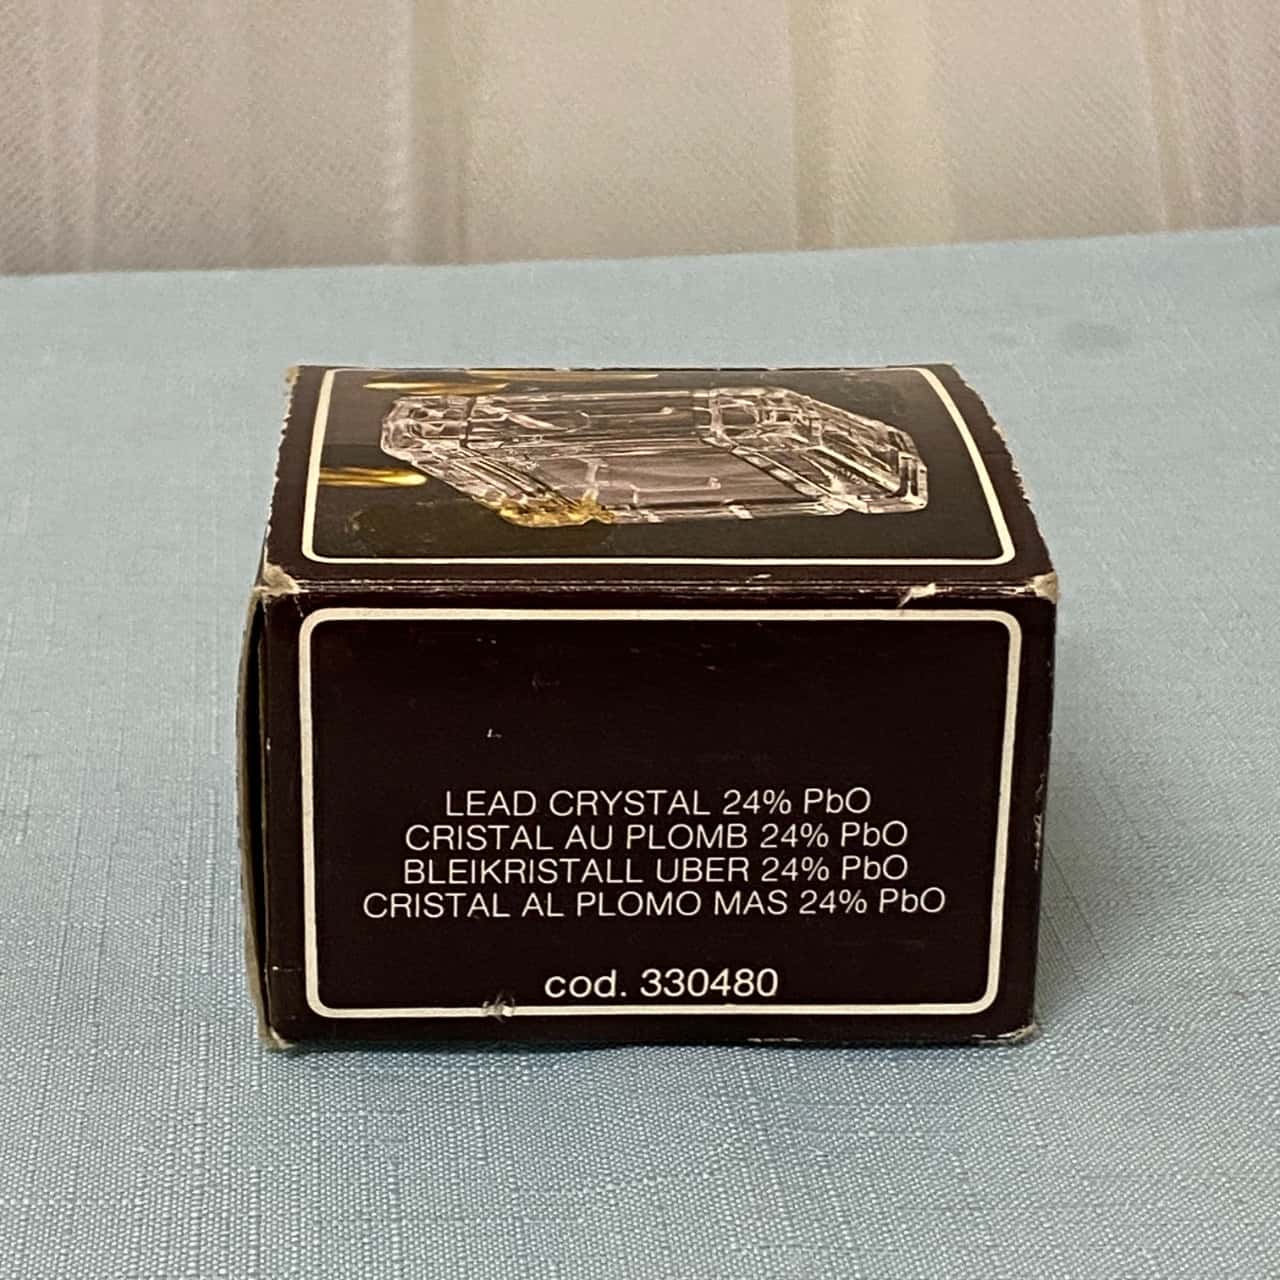 LEAD CRYSTAL 24% PbO
CRISTAL AU PLOMB 24% PbO
BLEIKRISTALL UBER 24% PbO
CRISTAL AL PLOMO MAS 24% PbO
cod. 330480